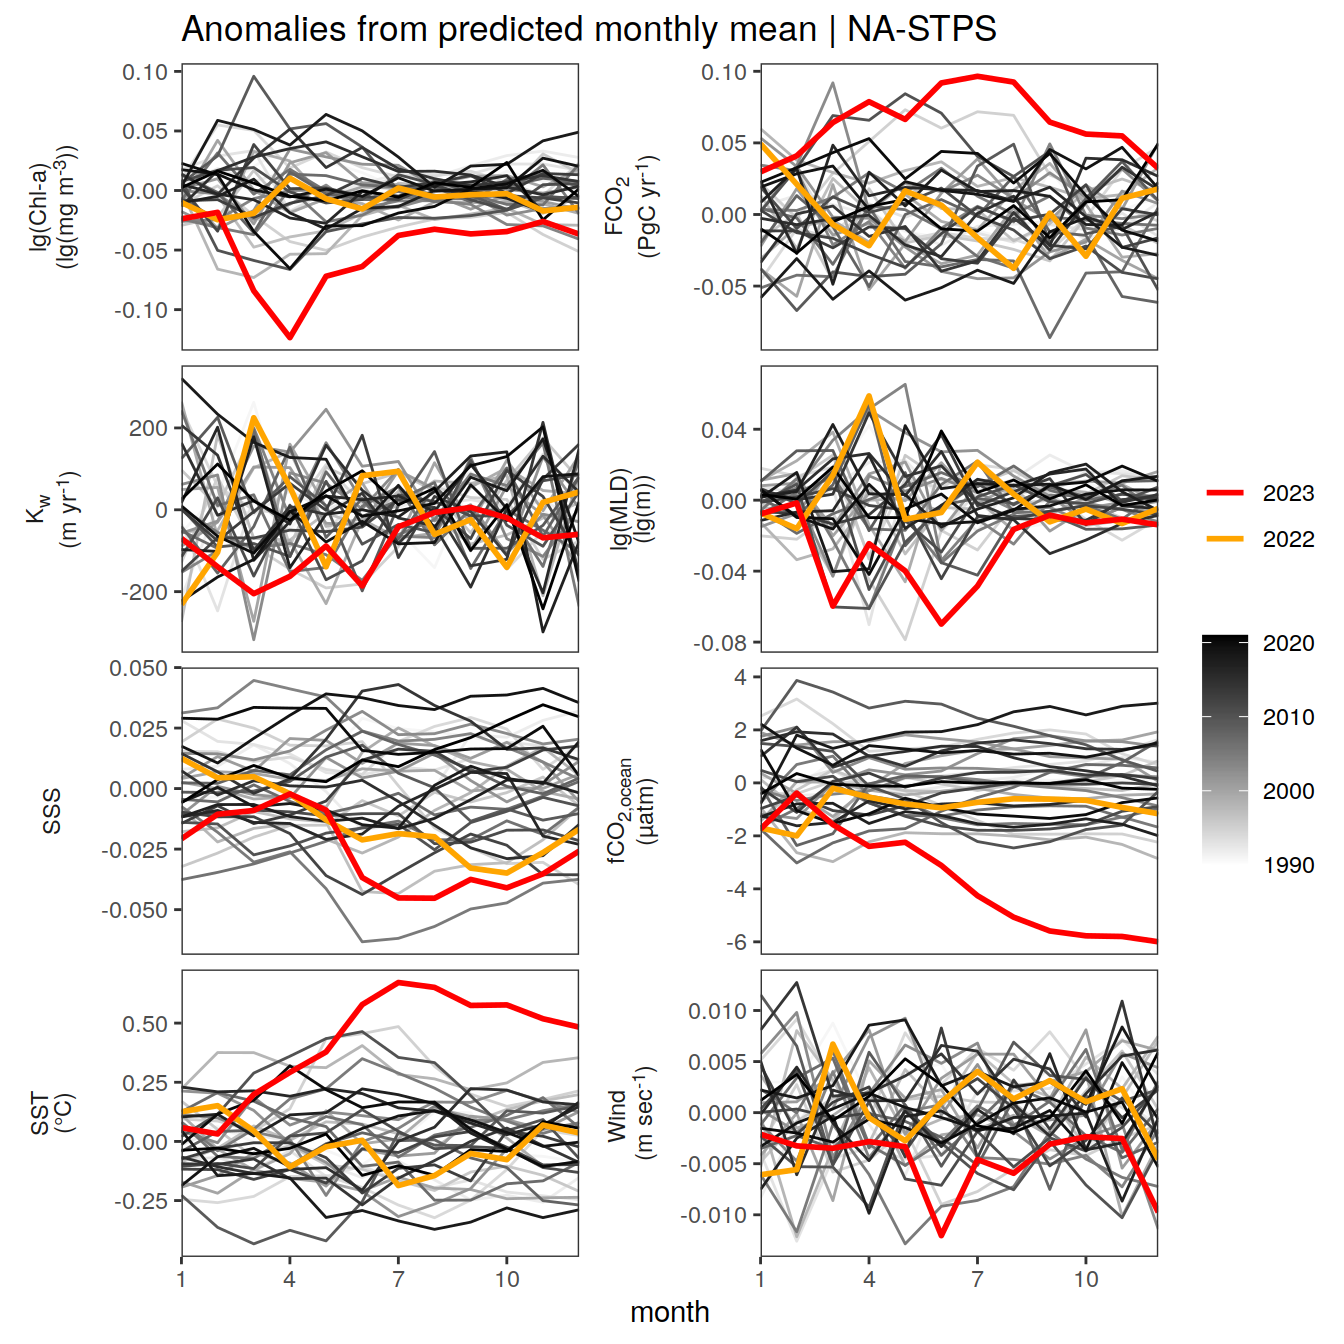 Anomalies from predicted monthly mean | NA-STPS
lg(Chl-a)
(lg(mg m⁻³))
0.10
0.05
0.00
-0.05
-0.10
FCO₂
(PgC yr⁻¹)
0.10
0.05
0.00
-0.05
K_w
(m yr⁻¹)
200
0
-200
lg(MLD)
(lg(m))
0.04
0.00
-0.04
-0.08
SSS
0.050
0.025
0.000
-0.025
-0.050
fCO₂,ocean
(µatm)
4
2
0
-2
-4
-6
SST
(°C)
0.50
0.25
0.00
-0.25
1 4 7 10
Wind
(m sec⁻¹)
0.010
0.005
0.000
-0.005
-0.010
1 4 7 10
month
2023
2022
2020
2010
2000
1990